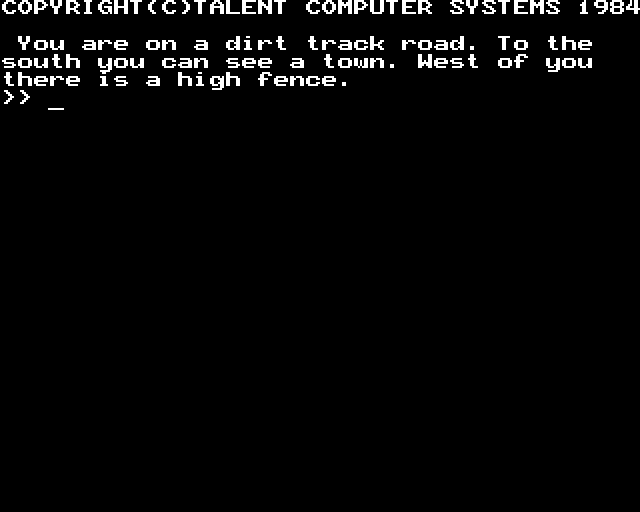 COPYRIGHT(C)TALENT COMPUTER SYSTEMS 1984
You are on a dirt track road. To the
south you can see a town. West of you
there is a high fence.
>> _